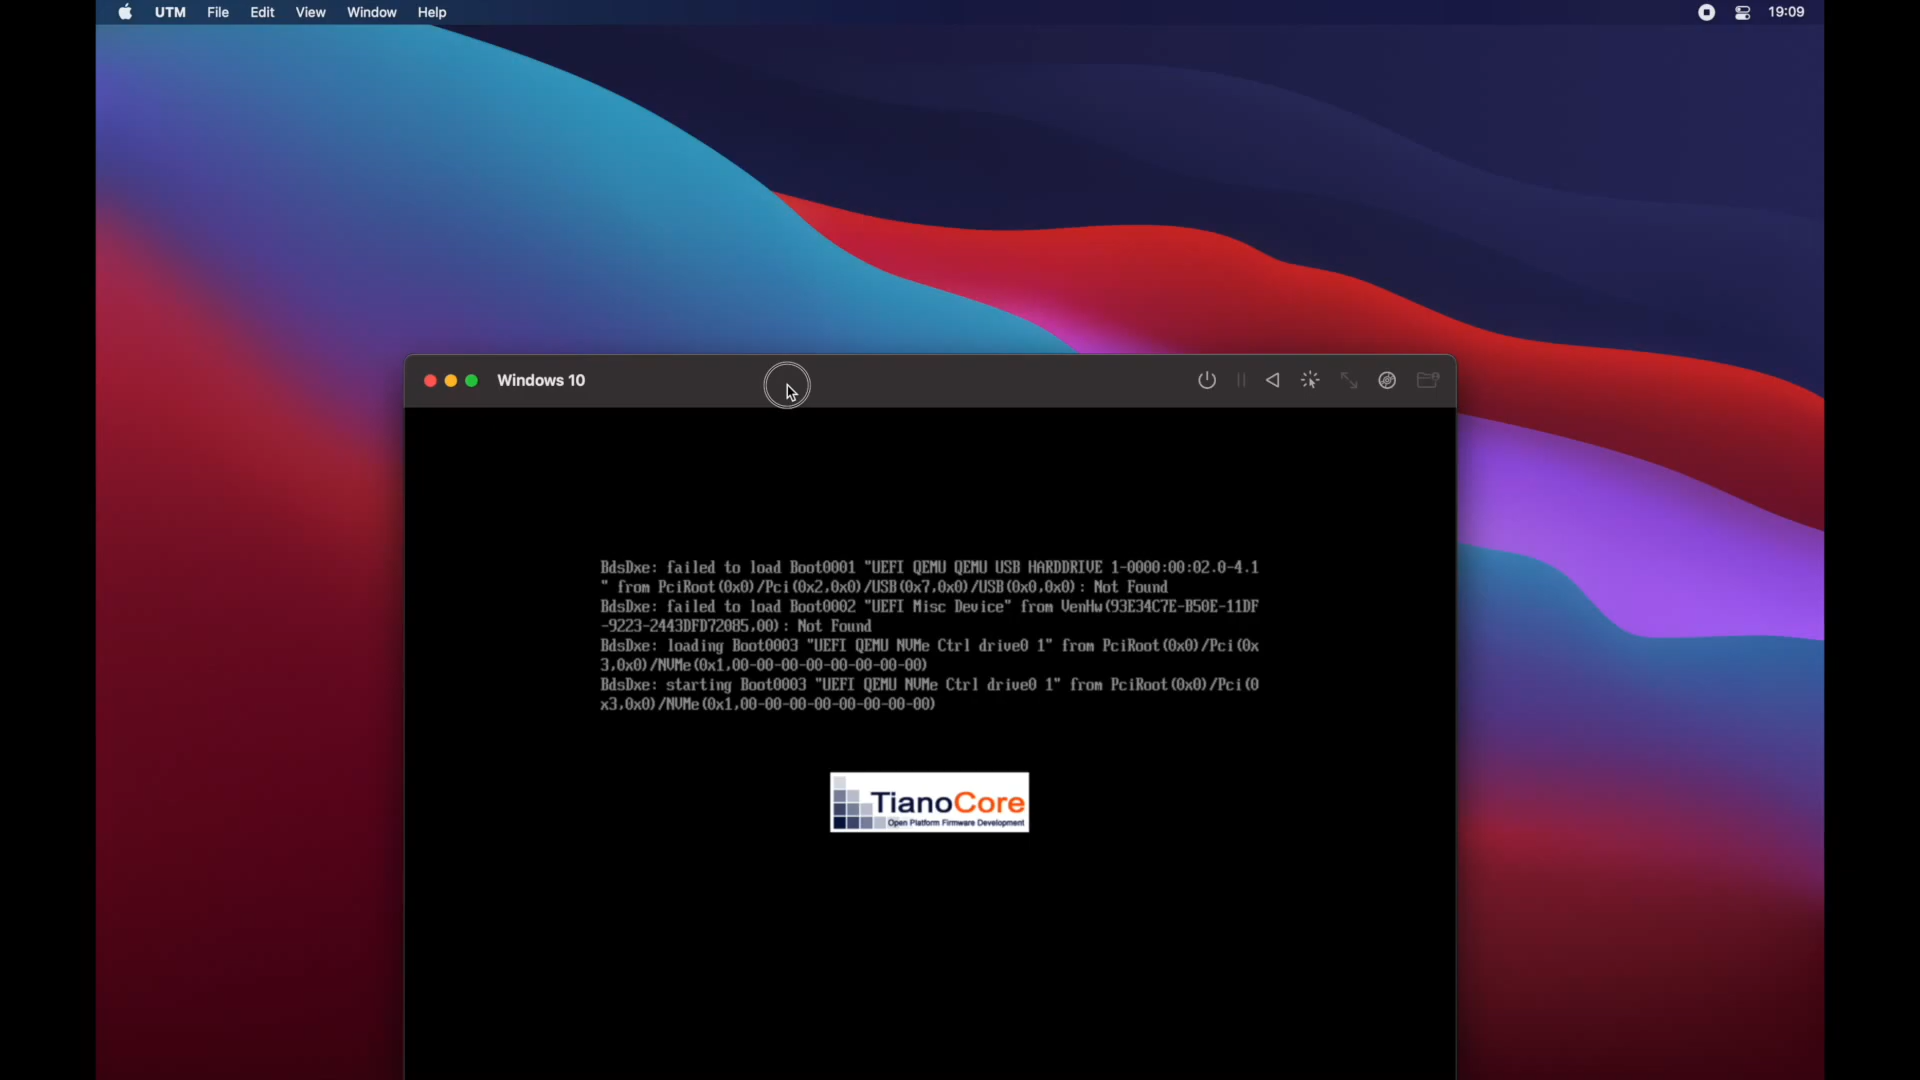 UTM File Edit View Window Help 19:09
Windows 10
BdsDxe: failed to load Boot0001 "UEFI QEMU QEMU USB HARDDRIVE 1-0000:00:02.0-4.1
" from PciRoot(0x0)/Pci(0x2,0x0)/USB(0x7,0x0)/USB(0x0,0x0): Not Found
BdsDxe: failed to load Boot0002 "UEFI Misc Device" from VenHw(93E34C7E-B50E-11DF
-9223-2443DFD72085,00): Not Found
BdsDxe: loading Boot0003 "UEFI QEMU NVMe Ctrl drive0 1" from PciRoot(0x0)/Pci(0x
3,0x0)/NVMe(0x1,00-00-00-00-00-00-00-00)
BdsDxe: starting Boot0003 "UEFI QEMU NVMe Ctrl drive0 1" from PciRoot(0x0)/Pci(0
x3,0x0)/NVMe(0x1,00-00-00-00-00-00-00-00)
TianoCore
Open Platform Firmware Development